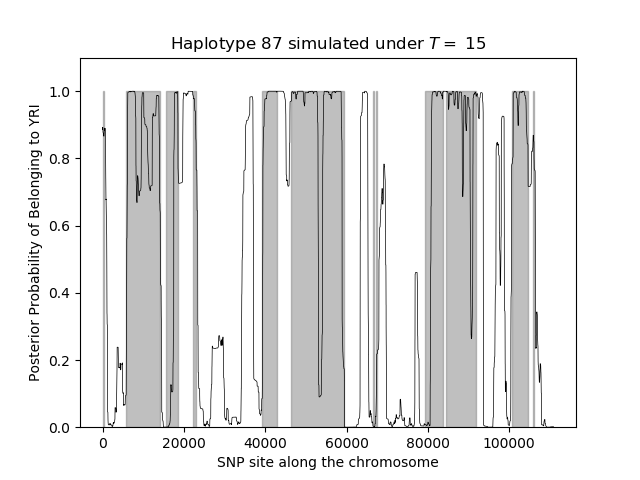 Haplotype 87 simulated under T = 15
Posterior Probability of Belonging to YRI
1.0
0.8
0.6
0.4
0.2
0.0
0 20000 40000 60000 80000 100000
SNP site along the chromosome